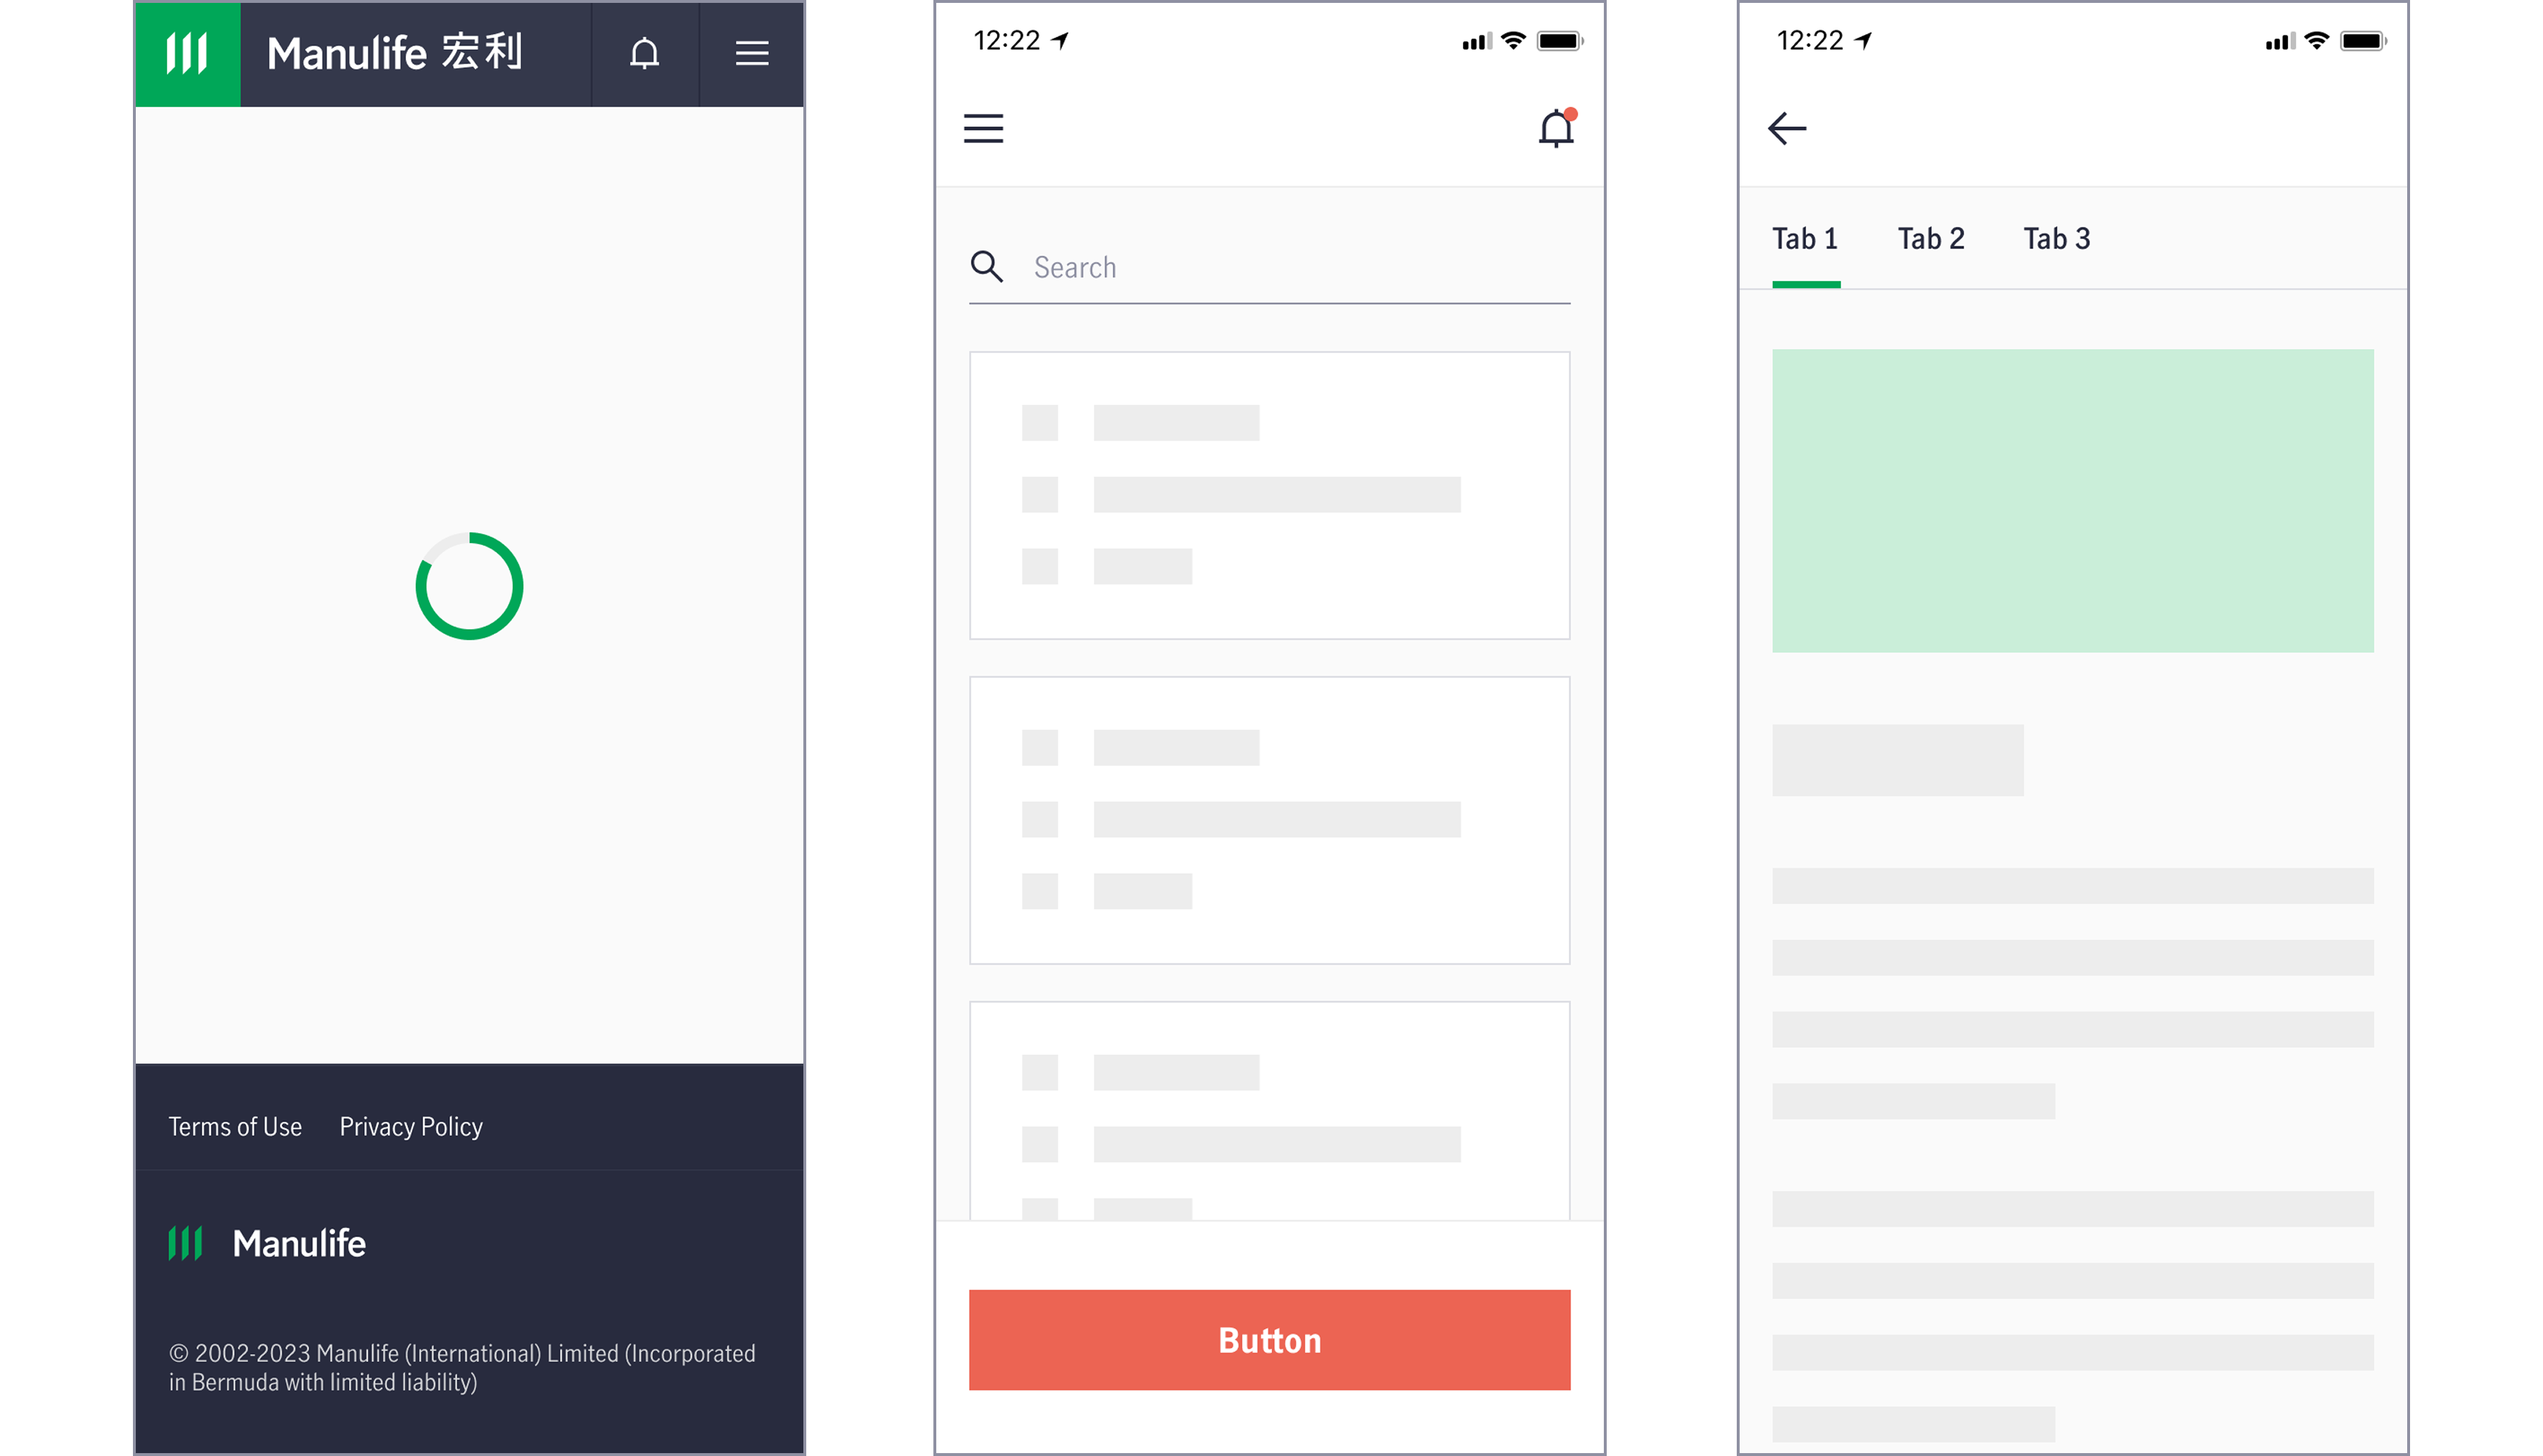 Manulife 宏利
Terms of Use Privacy Policy
Manulife
© 2002-2023 Manulife (International) Limited (Incorporated
in Bermuda with limited liability)
12:22
Search
Button
12:22
Tab 1 Tab 2 Tab 3